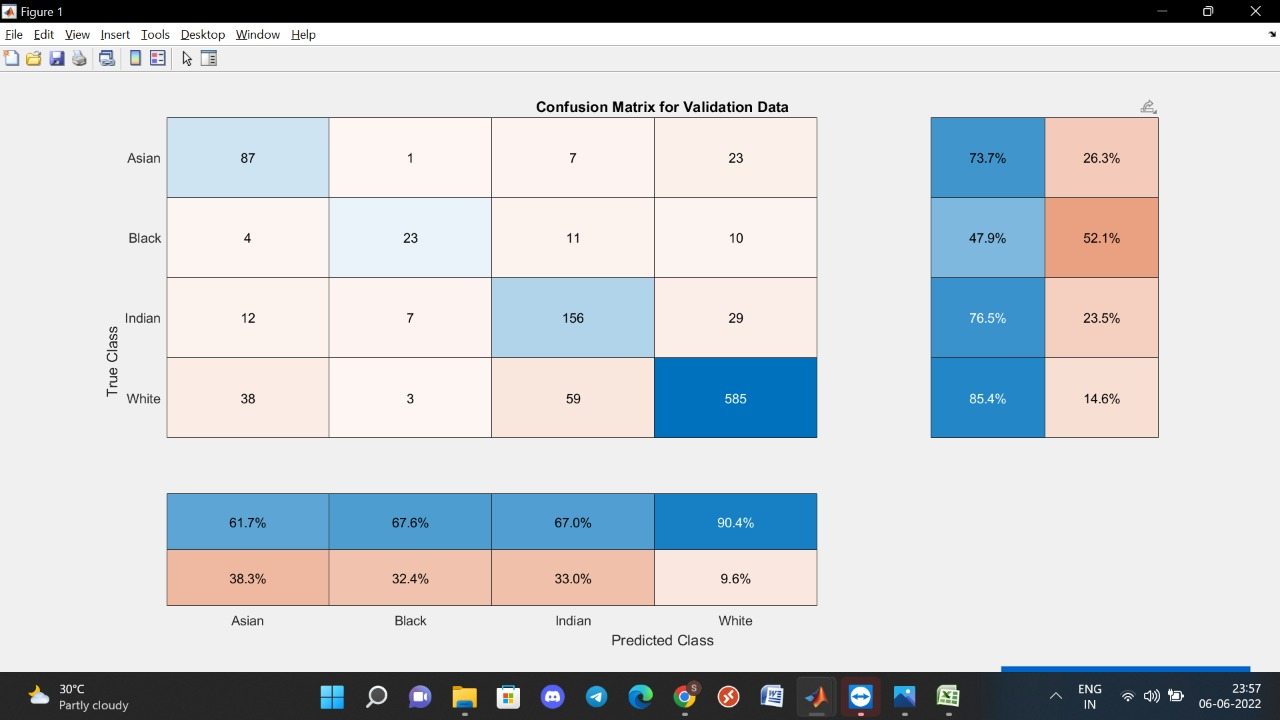 Figure 1
File Edit View Insert Tools Desktop Window Help
Confusion Matrix for Validation Data
Asian 87 1 7 23 73.7% 26.3%
Black 4 23 11 10 47.9% 52.1%
Indian 12 7 156 29 76.5% 23.5%
True Class
White 38 3 59 585 85.4% 14.6%
61.7% 67.6% 67.0% 90.4%
38.3% 32.4% 33.0% 9.6%
Asian Black Indian White
Predicted Class
30°C
Partly cloudy
S
ENG
IN
23:57
06-06-2022